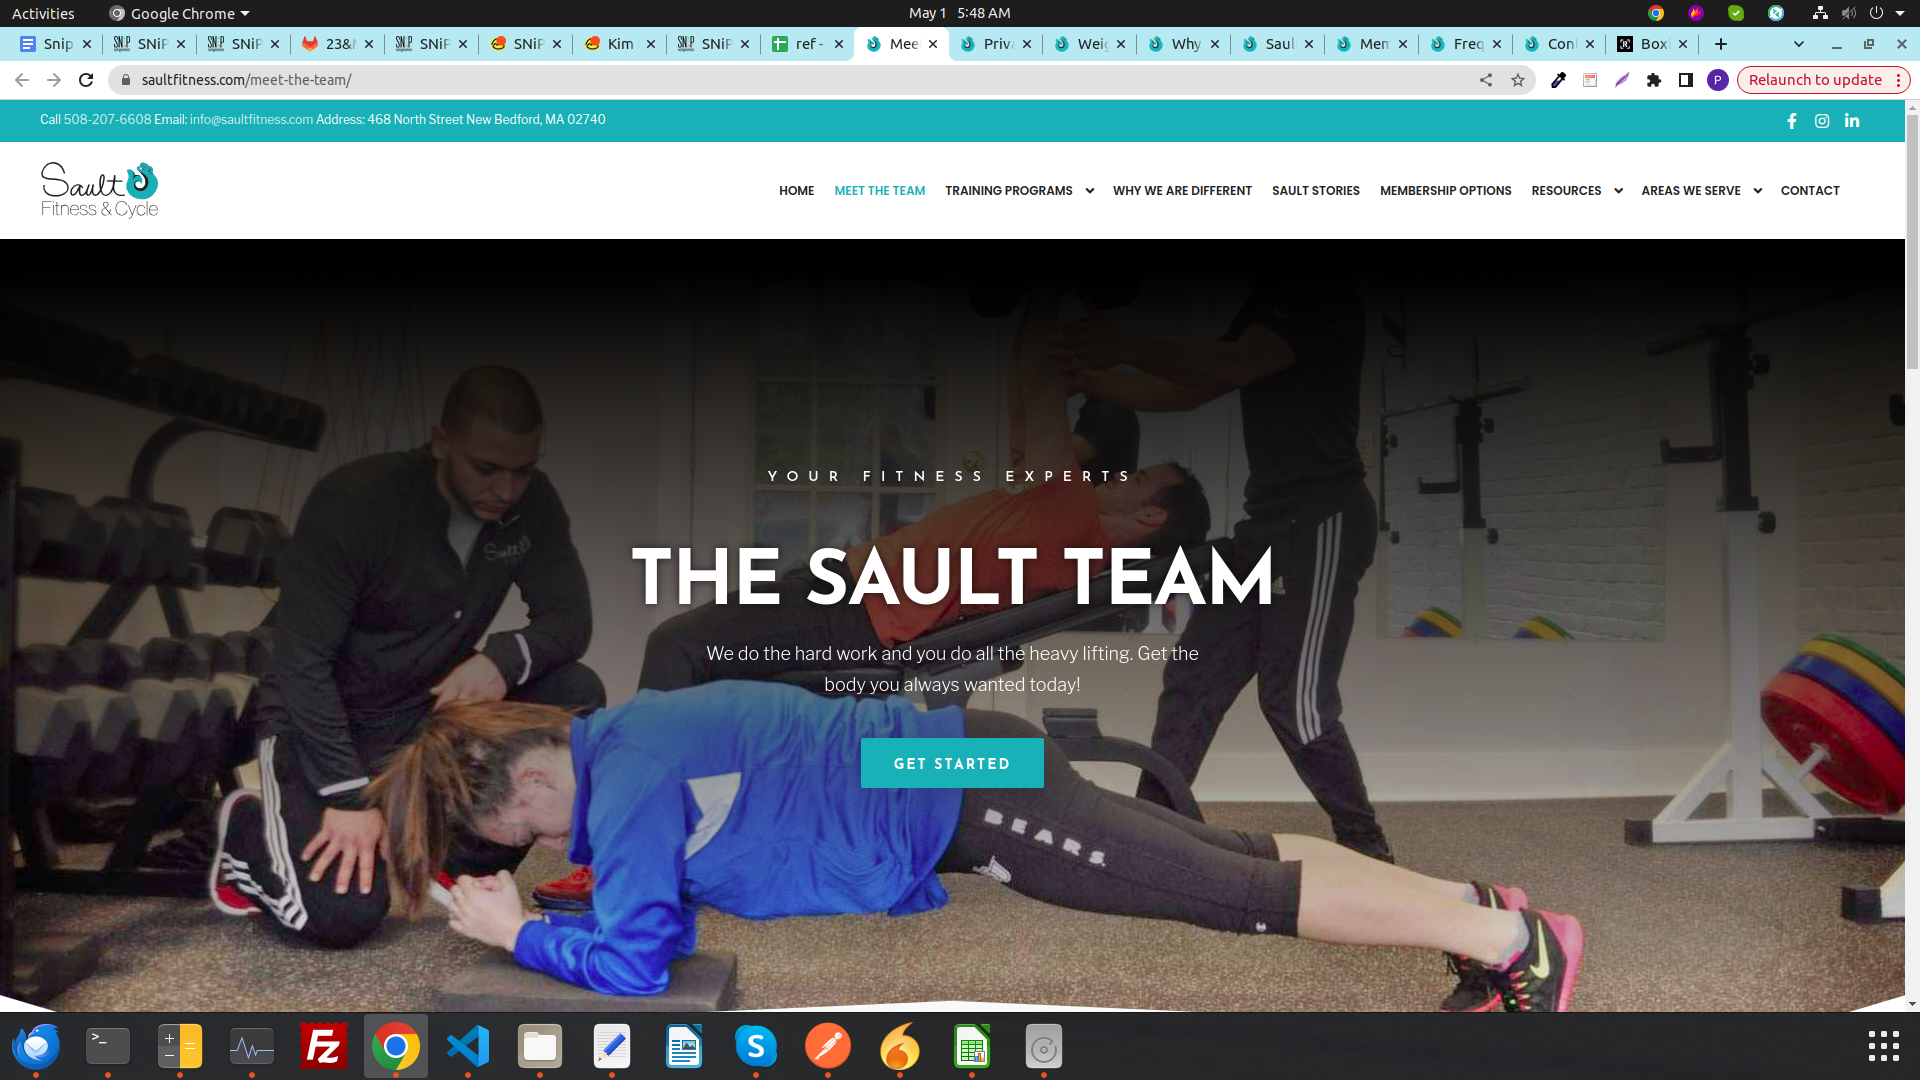 Activities
Google Chrome
May 1 5:48 AM
Snip
SNiP
SNiP
23&
SNiP
SNiP
Kim
SNiP
ref -
Mee
Priv
Weig
Why
Saul
Mem
Freq
Con
Box
saultfitness.com/meet-the-team/
P
Relaunch to update
Call 508-207-6608 Email: info@saultfitness.com Address: 468 North Street New Bedford, MA 02740
Sault
Fitness & Cycle
HOME
MEET THE TEAM
TRAINING PROGRAMS
WHY WE ARE DIFFERENT
SAULT STORIES
MEMBERSHIP OPTIONS
RESOURCES
AREAS WE SERVE
CONTACT
YOUR FITNESS EXPERTS
Sault
THE SAULT TEAM
We do the hard work and you do all the heavy lifting. Get the
body you always wanted today!
GET STARTED
BEARS